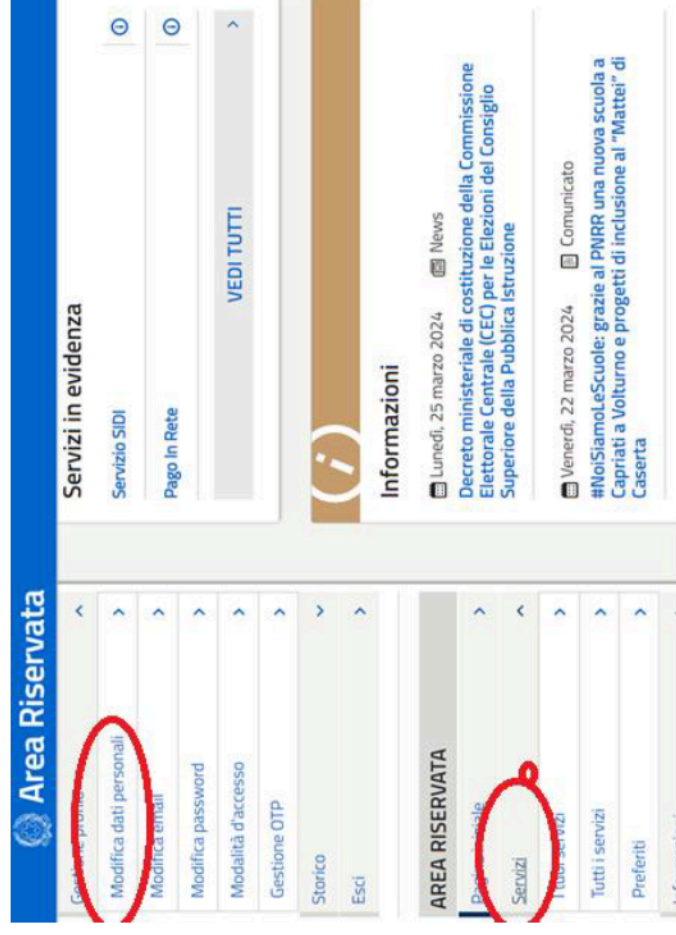 Area Riservata
Gestione profilo
Modifica dati personali
Modifica email
Modifica password
Modalità d'accesso
Gestione OTP
Storico
Esci
AREA RISERVATA
Pagina iniziale
Servizi
I tuoi servizi
Tutti i servizi
Preferiti
Servizi in evidenza
Servizio SIDI
Pago In Rete
VEDI TUTTI
Informazioni
Lunedì, 25 marzo 2024 News
Decreto ministeriale di costituzione della Commissione
Elettorale Centrale (CEC) per le Elezioni del Consiglio
Superiore della Pubblica Istruzione
Venerdì, 22 marzo 2024 Comunicato
#NoiSiamoLeScuole: grazie al PNRR una nuova scuola a
Capriati a Volturno e progetti di inclusione al "Mattei" di
Caserta